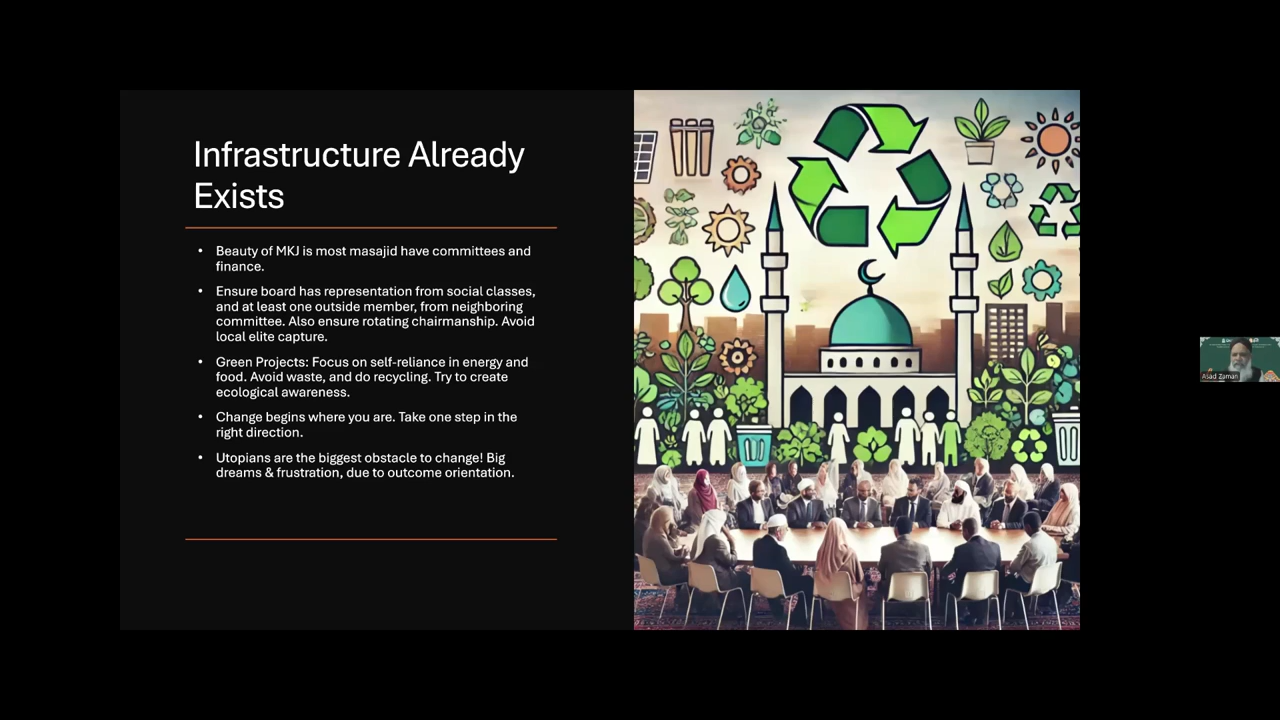 Infrastructure Already
Exists
• Beauty of MKJ is most masajid have committees and
finance.
• Ensure board has representation from social classes,
and at least one outside member, from neighboring
committee. Also ensure rotating chairmanship. Avoid
local elite capture.
• Green Projects: Focus on self-reliance in energy and
food. Avoid waste, and do recycling. Try to create
ecological awareness.
• Change begins where you are. Take one step in the
right direction.
• Utopians are the biggest obstacle to change! Big
dreams & frustration, due to outcome orientation.
Asad Zaman